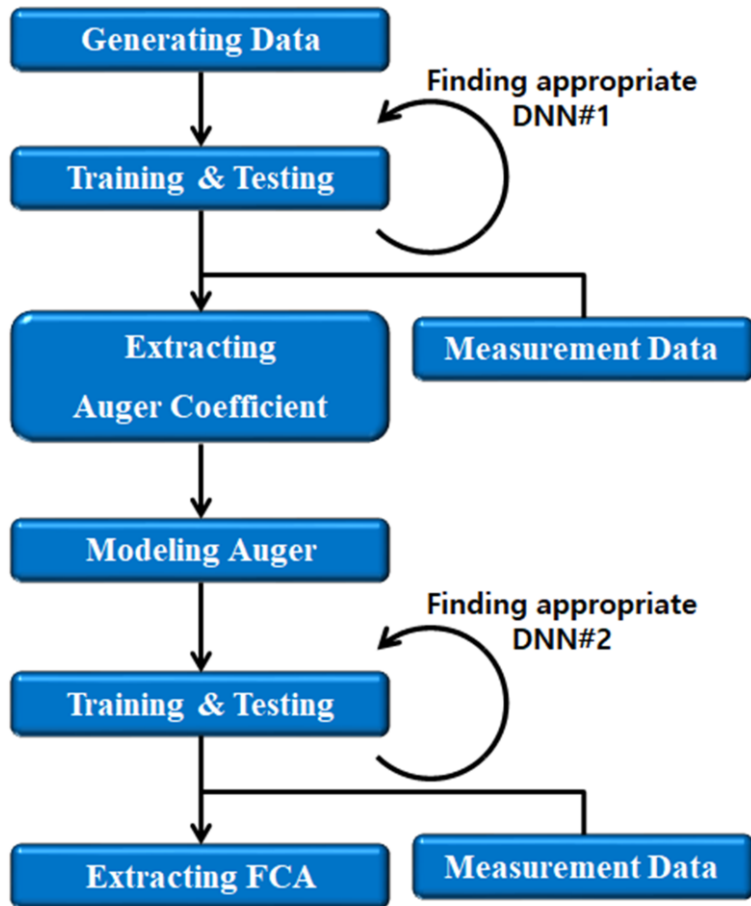 Generating Data
Finding appropriate
DNN#1
Training & Testing
Extracting
Auger Coefficient
Measurement Data
Modeling Auger
Finding appropriate
DNN#2
Training & Testing
Extracting FCA
Measurement Data